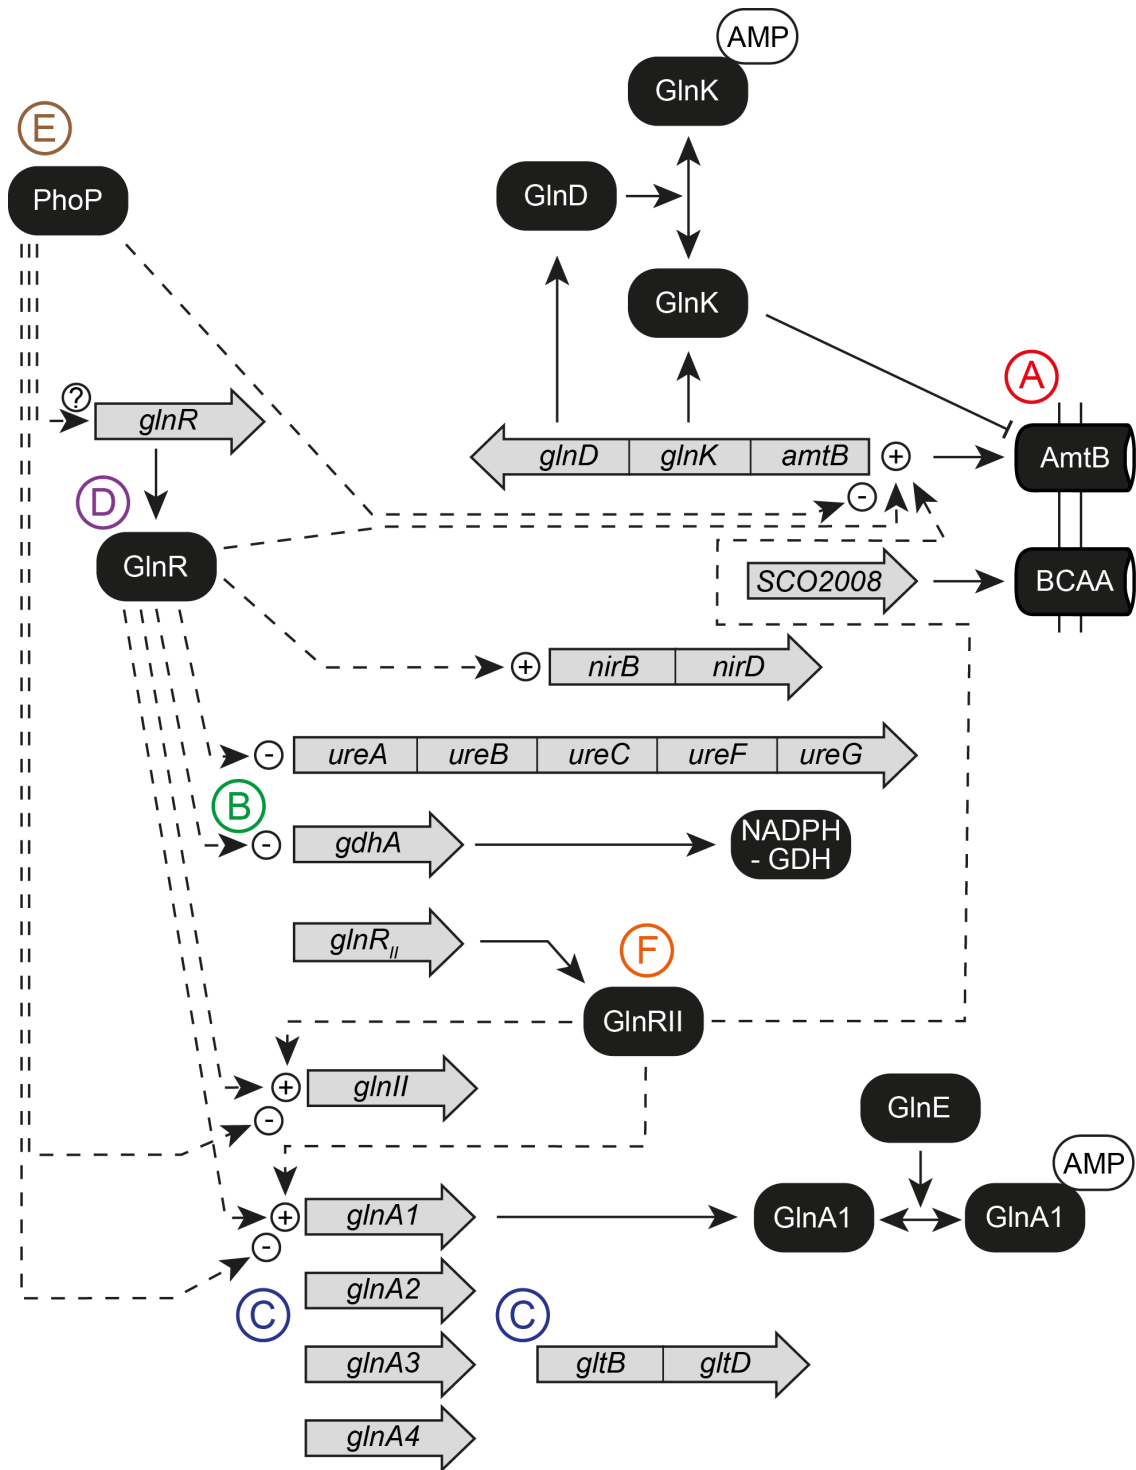 AMP
GlnK
E
PhoP
GlnD
GlnK
A
?
glnR
glnD glnK amtB
+
AmtB
-
D
GlnR
SCO2008
BCAA
+
nirB nirD
-
ureA ureB ureC ureF ureG
B
-
gdhA
NADPH
- GDH
glnRII
F
GlnRII
+
glnII
-
GlnE
AMP
+
glnA1
GlnA1
GlnA1
-
glnA2
C
C
glnA3
gltB gltD
glnA4